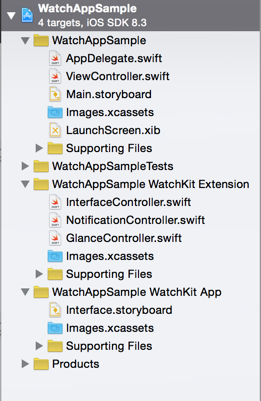 WatchAppSample
4 targets, iOS SDK 8.3
WatchAppSample
AppDelegate.swift
ViewController.swift
Main.storyboard
Images.xcassets
LaunchScreen.xib
Supporting Files
WatchAppSampleTests
WatchAppSample WatchKit Extension
InterfaceController.swift
NotificationController.swift
GlanceController.swift
Images.xcassets
Supporting Files
WatchAppSample WatchKit App
Interface.storyboard
Images.xcassets
Supporting Files
Products